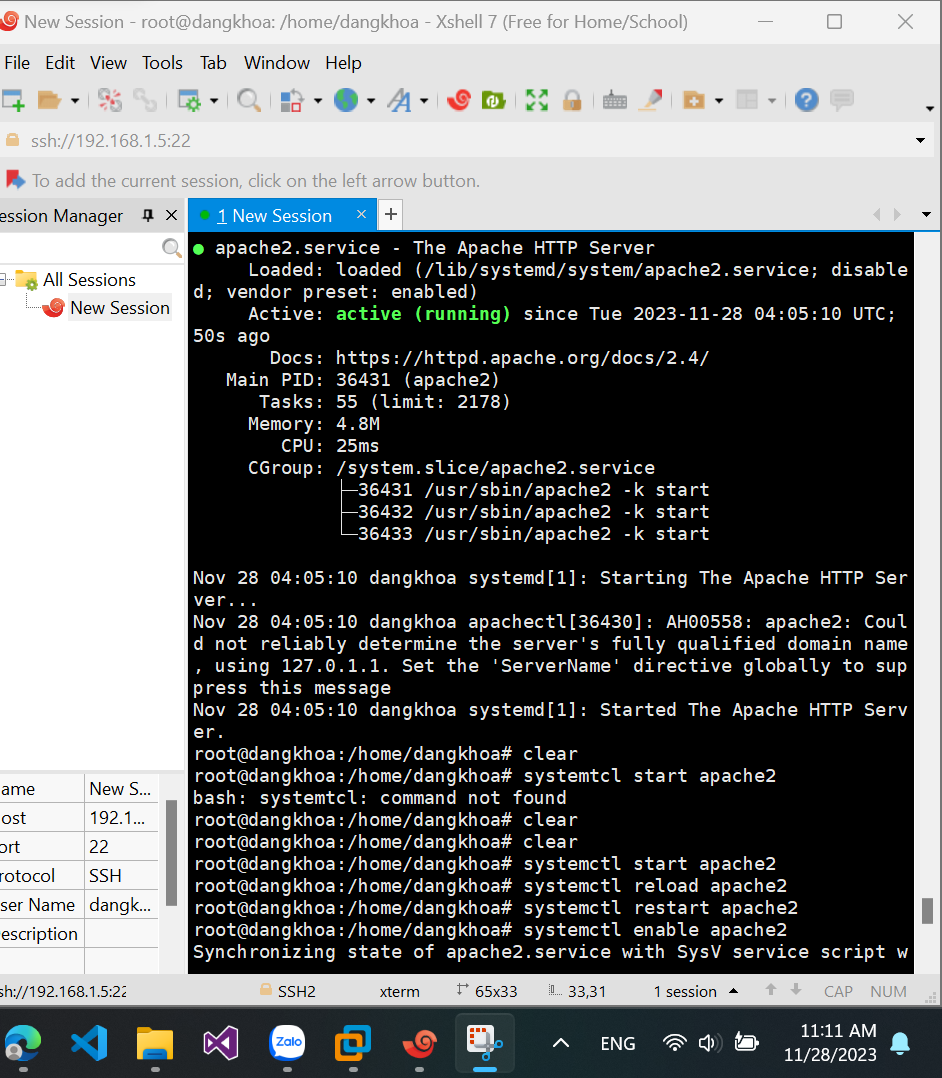 New Session - root@dangkhoa: /home/dangkhoa - Xshell 7 (Free for Home/School)
File Edit View Tools Tab Window Help
ssh://192.168.1.5:22
To add the current session, click on the left arrow button.
ession Manager
1 New Session
All Sessions
New Session
apache2.service - The Apache HTTP Server
Loaded: loaded (/lib/systemd/system/apache2.service; disable
d; vendor preset: enabled)
Active: active (running) since Tue 2023-11-28 04:05:10 UTC;
50s ago
Docs: https://httpd.apache.org/docs/2.4/
Main PID: 36431 (apache2)
Tasks: 55 (limit: 2178)
Memory: 4.8M
CPU: 25ms
CGroup: /system.slice/apache2.service
├─36431 /usr/sbin/apache2 -k start
├─36432 /usr/sbin/apache2 -k start
└─36433 /usr/sbin/apache2 -k start
Nov 28 04:05:10 dangkhoa systemd[1]: Starting The Apache HTTP Ser
ver...
Nov 28 04:05:10 dangkhoa apachectl[36430]: AH00558: apache2: Coul
d not reliably determine the server's fully qualified domain name
, using 127.0.1.1. Set the 'ServerName' directive globally to sup
press this message
Nov 28 04:05:10 dangkhoa systemd[1]: Started The Apache HTTP Serv
er.
root@dangkhoa:/home/dangkhoa# clear
root@dangkhoa:/home/dangkhoa# systemtcl start apache2
bash: systemtcl: command not found
root@dangkhoa:/home/dangkhoa# clear
root@dangkhoa:/home/dangkhoa# clear
root@dangkhoa:/home/dangkhoa# systemctl start apache2
root@dangkhoa:/home/dangkhoa# systemctl reload apache2
root@dangkhoa:/home/dangkhoa# systemctl restart apache2
root@dangkhoa:/home/dangkhoa# systemctl enable apache2
Synchronizing state of apache2.service with SysV service script w
ame New S...
ost 192.1...
ort 22
rotocol SSH
ser Name dangk...
escription
sh://192.168.1.5:22 SSH2 xterm 65x33 33,31 1 session CAP NUM
Zalo
ENG
11:11 AM
11/28/2023